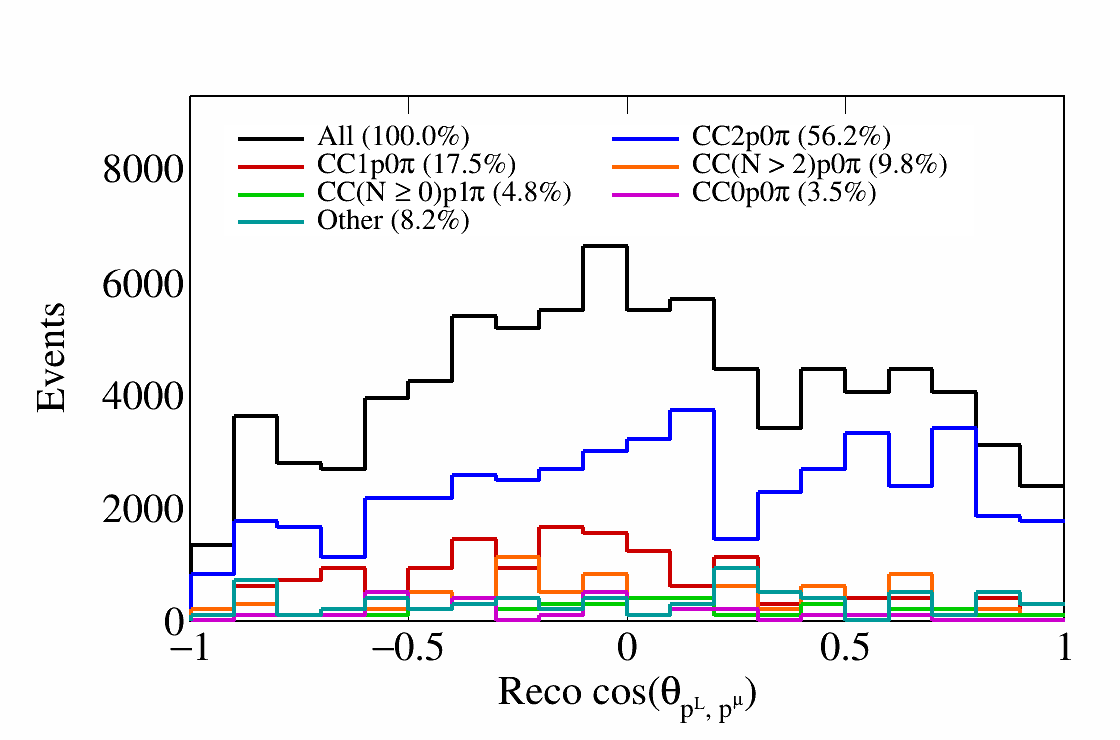 All (100.0%) CC2p0π (56.2%)
CC1p0π (17.5%) CC(N > 2)p0π (9.8%)
CC(N ≥ 0)p1π (4.8%) CC0p0π (3.5%)
Other (8.2%)
8000
6000
4000
2000
0
Events
−1 −0.5 0 0.5 1
Reco cos(θ_{p^L, p^μ})